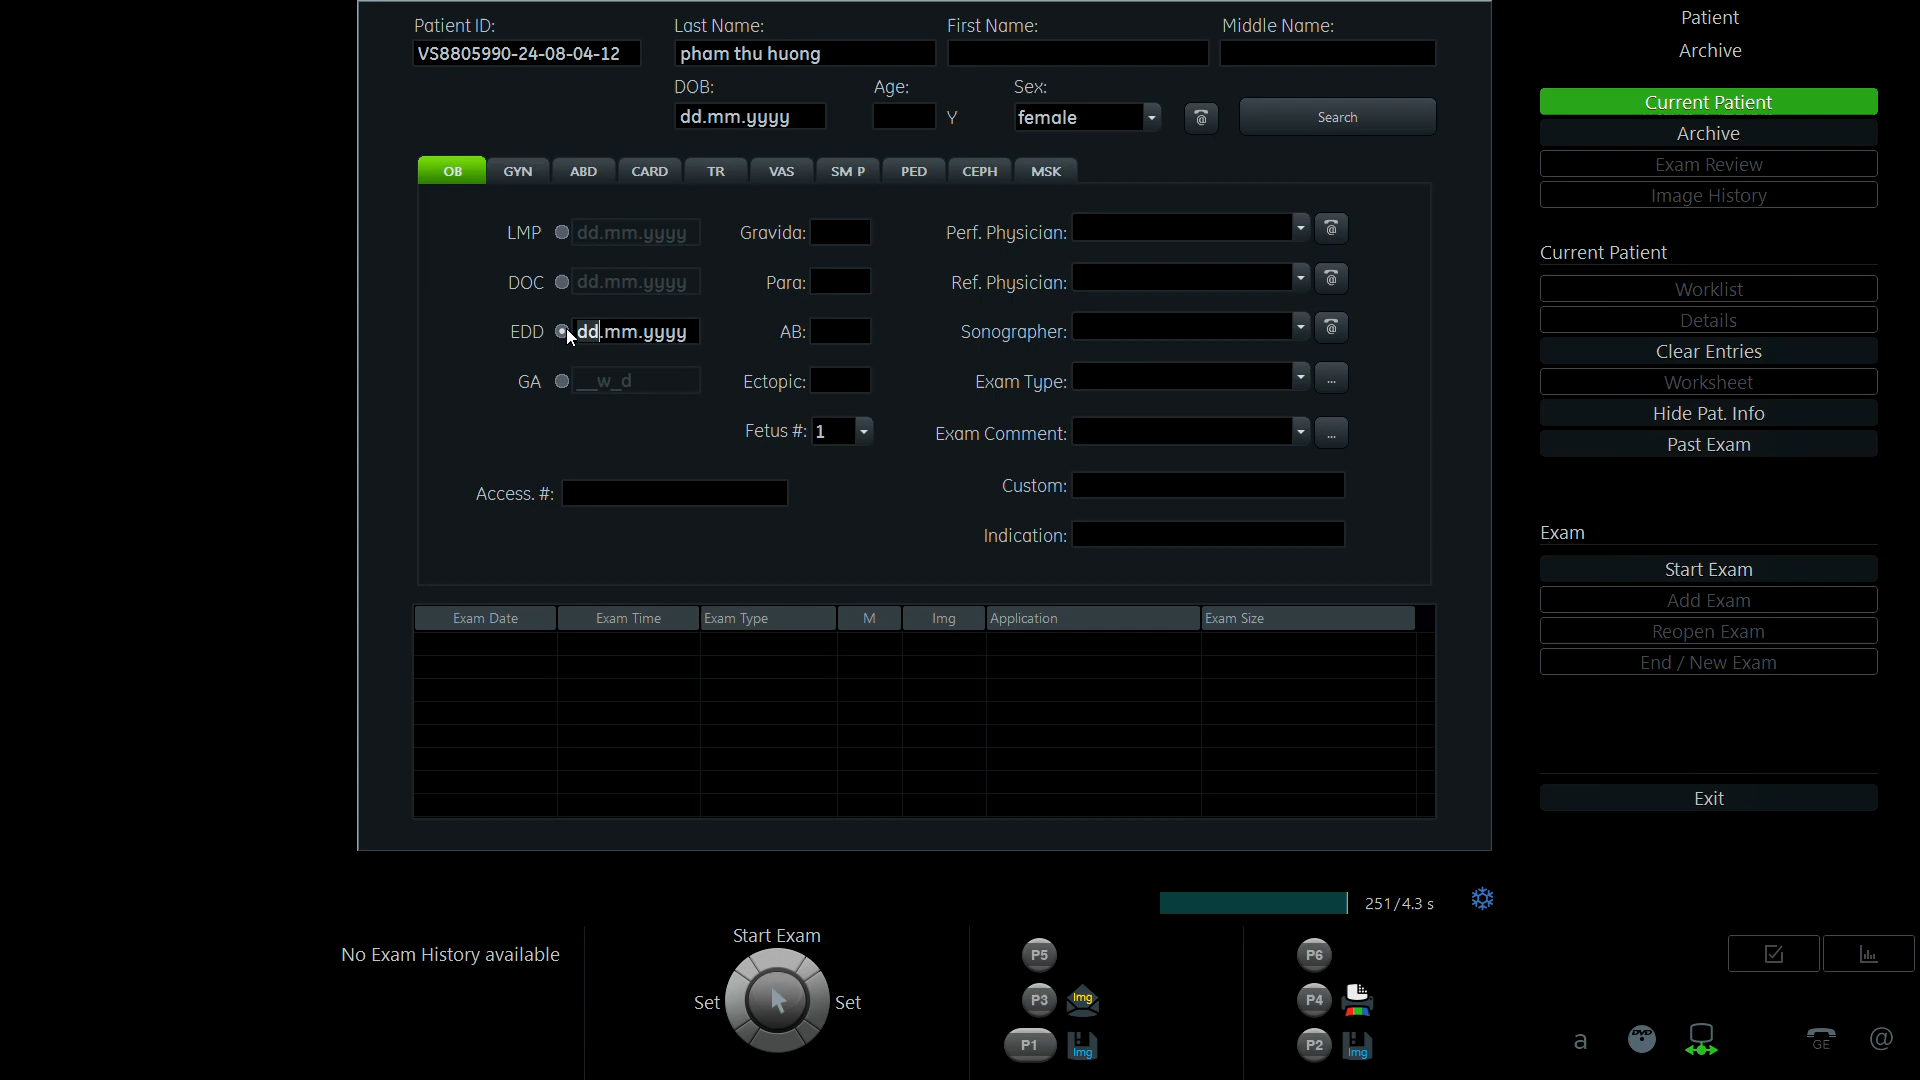 Patient ID: Last Name: First Name: Middle Name:
VS8805990-24-08-04-12 pham thu huong
DOB: Age: Sex:
dd.mm.yyyy Y female Search
OB GYN ABD CARD TR VAS SM P PED CEPH MSK
LMP dd.mm.yyyy Gravida: Perf. Physician:
DOC dd.mm.yyyy Para: Ref. Physician:
EDD dd.mm.yyyy AB: Sonographer:
GA __w_d Ectopic: Exam Type: ...
Fetus #: 1 Exam Comment: ...
Access. #: Custom:
Indication:
Exam Date Exam Time Exam Type M Img Application Exam Size
Patient
Archive
Current Patient
Archive
Exam Review
Image History
Current Patient
Worklist
Details
Clear Entries
Worksheet
Hide Pat. Info
Past Exam
Exam
Start Exam
Add Exam
Reopen Exam
End / New Exam
Exit
251/4.3 s
No Exam History available
Start Exam
Set Set
P5 P6
P3 Img P4
P1 Img P2 Img
a DVD GE @